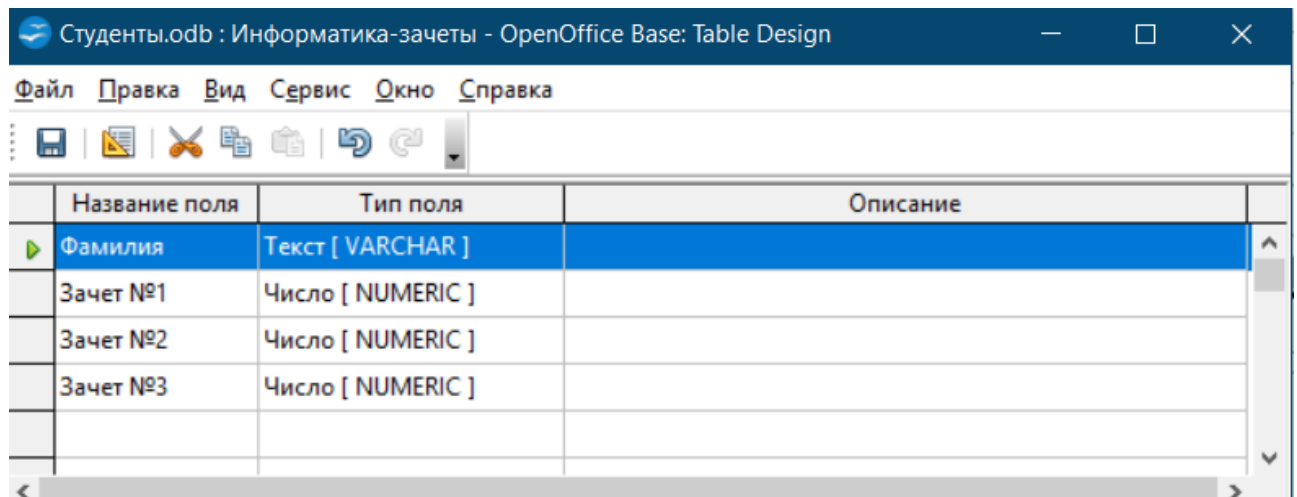 Студенты.odb : Информатика-зачеты - OpenOffice Base: Table Design
Файл Правка Вид Сервис Окно Справка
Название поля Тип поля Описание
Фамилия Текст [ VARCHAR ]
Зачет №1 Число [ NUMERIC ]
Зачет №2 Число [ NUMERIC ]
Зачет №3 Число [ NUMERIC ]